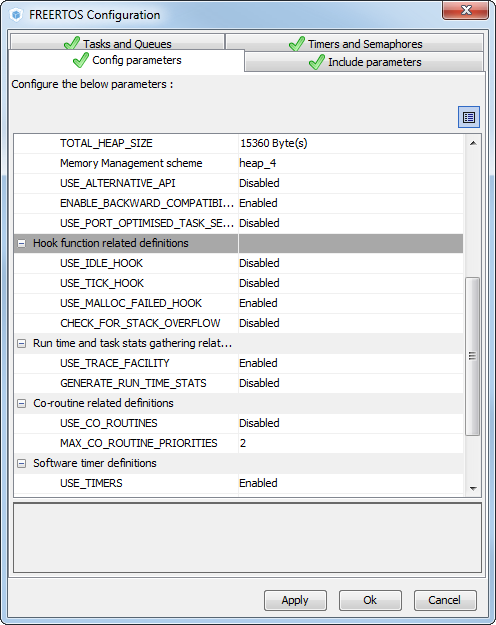 FREERTOS Configuration
Tasks and Queues
Timers and Semaphores
Config parameters
Include parameters
Configure the below parameters :
TOTAL_HEAP_SIZE 15360 Byte(s)
Memory Management scheme heap_4
USE_ALTERNATIVE_API Disabled
ENABLE_BACKWARD_COMPATIBI... Enabled
USE_PORT_OPTIMISED_TASK_SE... Disabled
Hook function related definitions
USE_IDLE_HOOK Disabled
USE_TICK_HOOK Disabled
USE_MALLOC_FAILED_HOOK Enabled
CHECK_FOR_STACK_OVERFLOW Disabled
Run time and task stats gathering relat...
USE_TRACE_FACILITY Enabled
GENERATE_RUN_TIME_STATS Disabled
Co-routine related definitions
USE_CO_ROUTINES Disabled
MAX_CO_ROUTINE_PRIORITIES 2
Software timer definitions
USE_TIMERS Enabled
Apply
Ok
Cancel